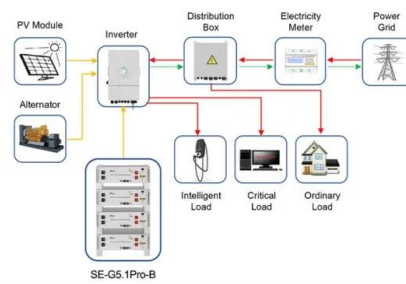 PV Module
Inverter
Distribution
Box
Electricity
Meter
Power
Grid
Alternator
Intelligent
Load
Critical
Load
Ordinary
Load
SE-G5.1Pro-B